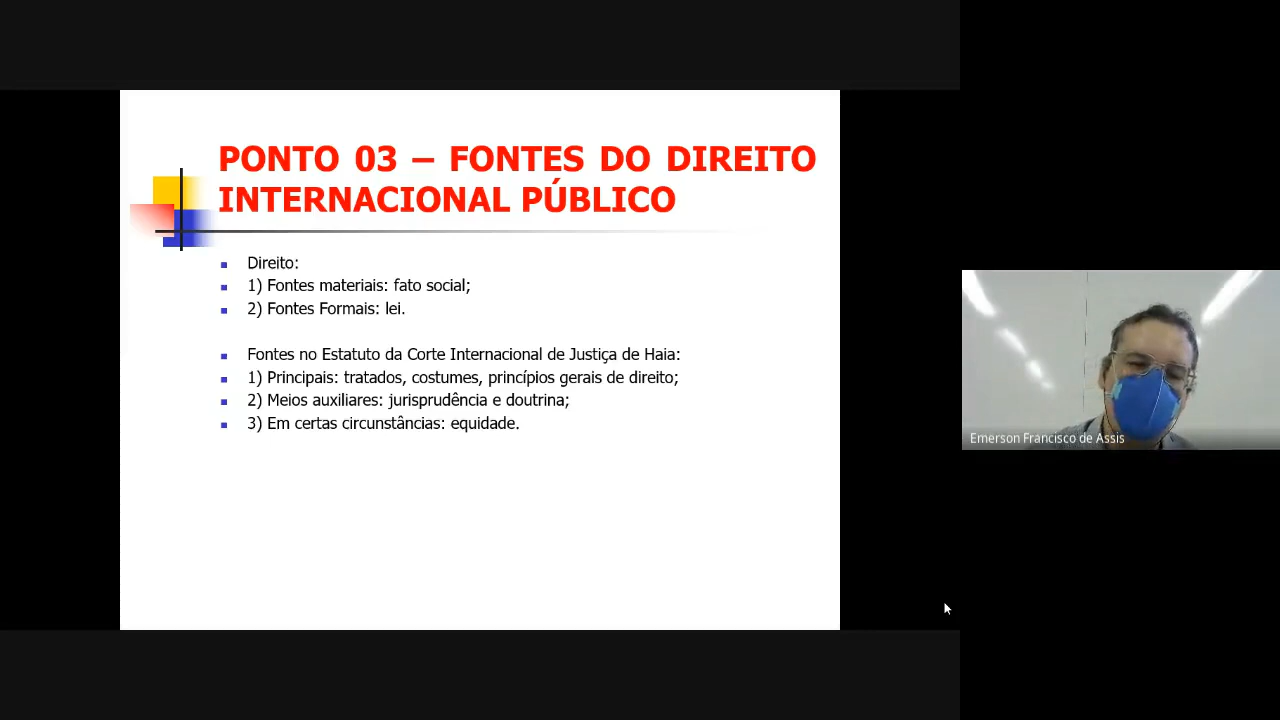 PONTO 03 – FONTES DO DIREITO
INTERNACIONAL PÚBLICO
Direito:
1) Fontes materiais: fato social;
2) Fontes Formais: lei.
Fontes no Estatuto da Corte Internacional de Justiça de Haia:
1) Principais: tratados, costumes, princípios gerais de direito;
2) Meios auxiliares: jurisprudência e doutrina;
3) Em certas circunstâncias: equidade.
Emerson Francisco de Assis